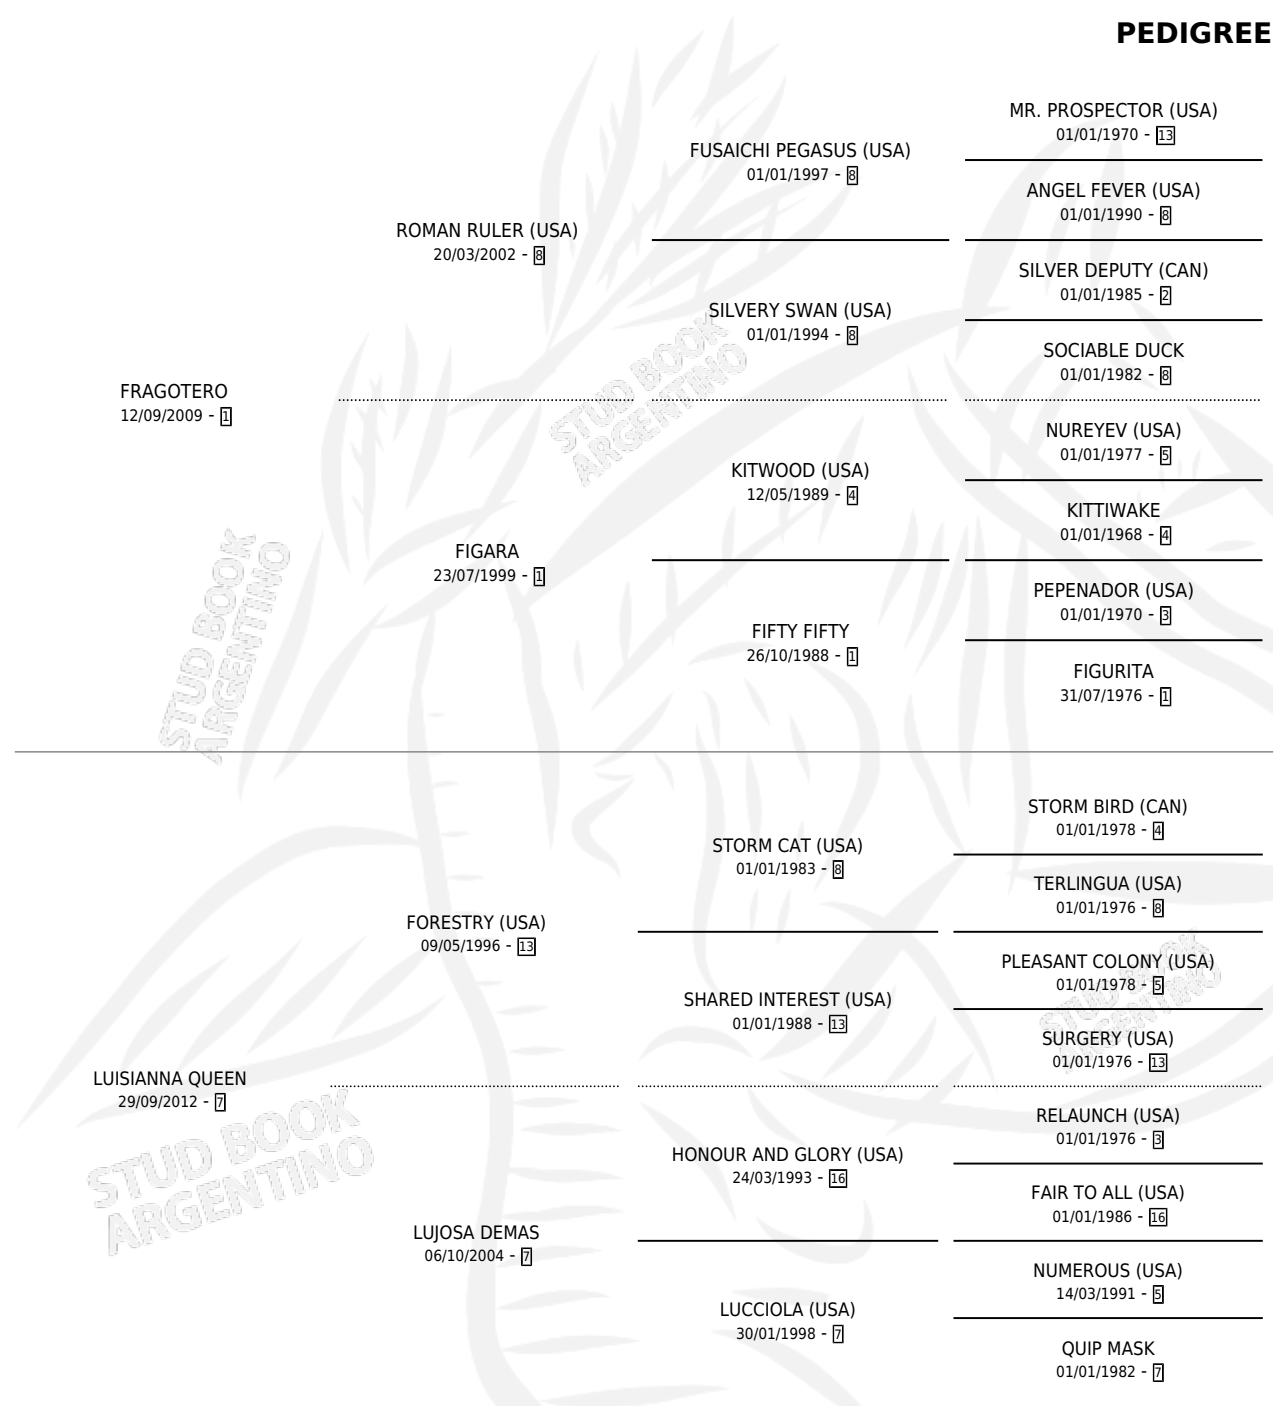 PEDIGREE
MR. PROSPECTOR (USA)
01/01/1970 - 13
FUSAICHI PEGASUS (USA)
01/01/1997 - 8
ANGEL FEVER (USA)
01/01/1990 - 8
ROMAN RULER (USA)
20/03/2002 - 8
SILVER DEPUTY (CAN)
01/01/1985 - 2
SILVERY SWAN (USA)
01/01/1994 - 8
SOCIABLE DUCK
01/01/1982 - 8
FRAGOTERO
12/09/2009 - 1
STUD BOOK
ARGENTINO
NUREYEV (USA)
01/01/1977 - 5
KITWOOD (USA)
12/05/1989 - 4
KITTIWAKE
01/01/1968 - 4
FIGARA
23/07/1999 - 1
PEPENADOR (USA)
01/01/1970 - 3
FIFTY FIFTY
26/10/1988 - 1
FIGURITA
31/07/1976 - 1
STUD BOOK
ARGENTINO
STORM BIRD (CAN)
01/01/1978 - 4
STORM CAT (USA)
01/01/1983 - 8
TERLINGUA (USA)
01/01/1976 - 8
FORESTRY (USA)
09/05/1996 - 13
PLEASANT COLONY (USA)
01/01/1978 - 5
SHARED INTEREST (USA)
01/01/1988 - 13
STUD BOOK
ARGENTINO
SURGERY (USA)
01/01/1976 - 13
LUISIANNA QUEEN
29/09/2012 - 7
STUD BOOK
ARGENTINO
RELAUNCH (USA)
01/01/1976 - 3
HONOUR AND GLORY (USA)
24/03/1993 - 16
FAIR TO ALL (USA)
01/01/1986 - 16
LUJOSA DEMAS
06/10/2004 - 7
NUMEROUS (USA)
14/03/1991 - 5
LUCCIOLA (USA)
30/01/1998 - 7
QUIP MASK
01/01/1982 - 7